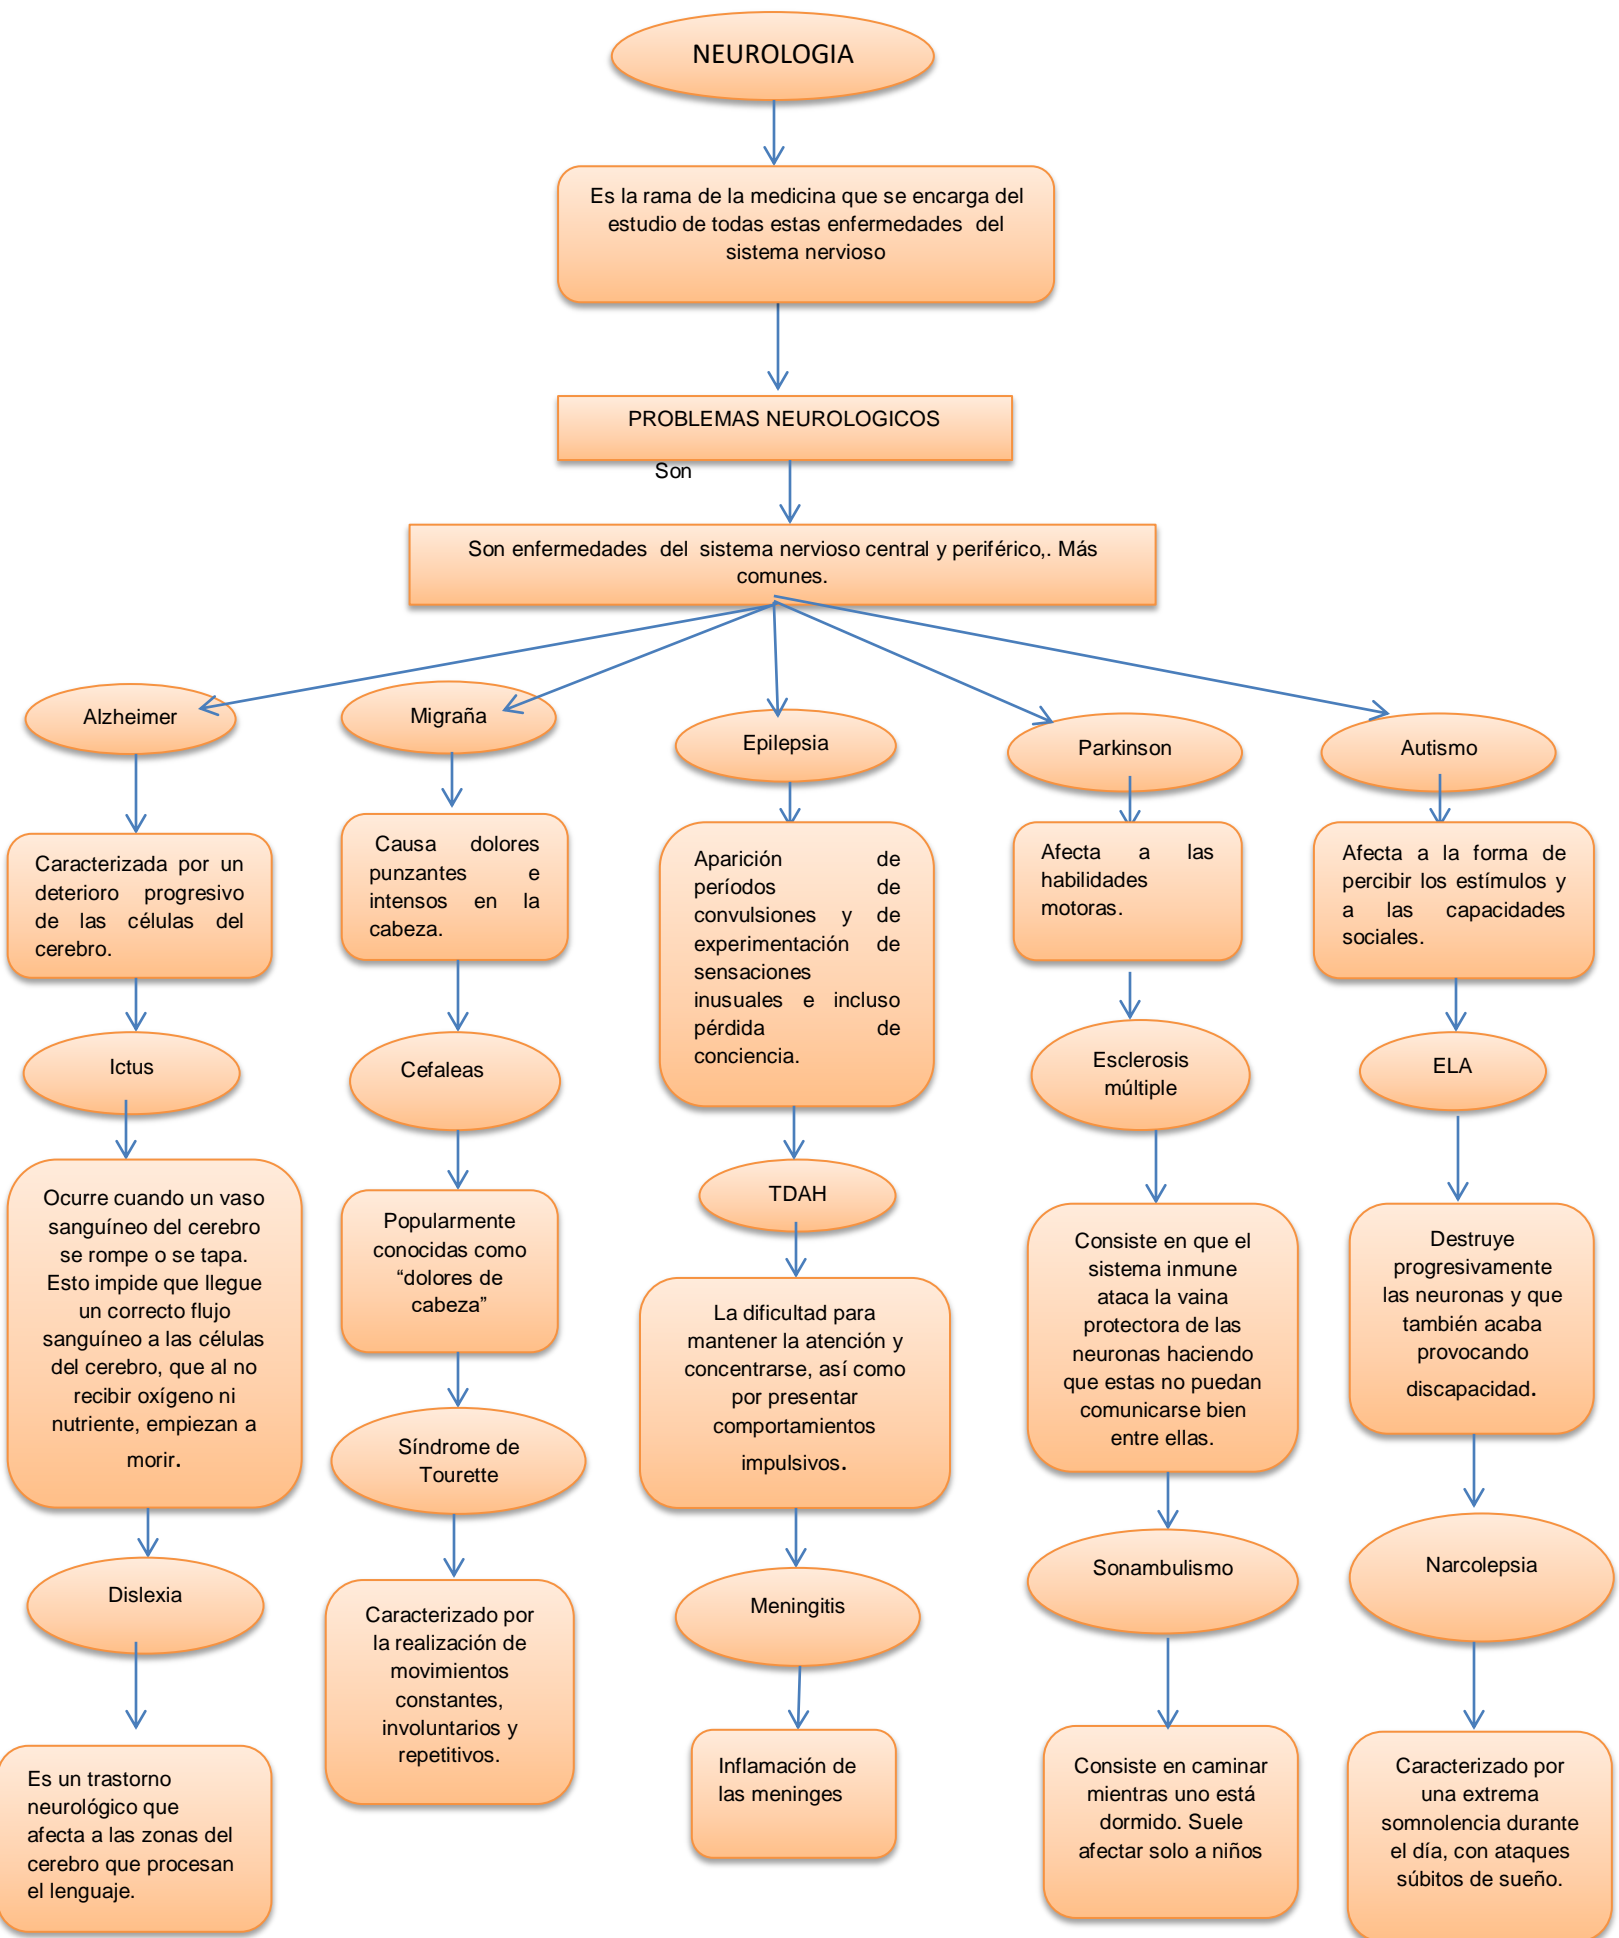 NEUROLOGIA
Es la rama de la medicina que se encarga del
estudio de todas estas enfermedades del
sistema nervioso
PROBLEMAS NEUROLOGICOS
Son
Son enfermedades del sistema nervioso central y periférico,. Más
comunes.
Alzheimer
Caracterizada por un
deterioro progresivo
de las células del
cerebro.
Ictus
Ocurre cuando un vaso
sanguíneo del cerebro
se rompe o se tapa.
Esto impide que llegue
un correcto flujo
sanguíneo a las células
del cerebro, que al no
recibir oxígeno ni
nutriente, empiezan a
morir.
Dislexia
Es un trastorno
neurológico que
afecta a las zonas del
cerebro que procesan
el lenguaje.
Migraña
Causa dolores
punzantes e
intensos en la
cabeza.
Cefaleas
Popularmente
conocidas como
“dolores de
cabeza”
Síndrome de
Tourette
Caracterizado por
la realización de
movimientos
constantes,
involuntarios y
repetitivos.
Epilepsia
Aparición de
períodos de
convulsiones y de
experimentación de
sensaciones
inusuales e incluso
pérdida de
conciencia.
TDAH
La dificultad para
mantener la atención y
concentrarse, así como
por presentar
comportamientos
impulsivos.
Meningitis
Inflamación de
las meninges
Parkinson
Afecta a las
habilidades
motoras.
Esclerosis
múltiple
Consiste en que el
sistema inmune
ataca la vaina
protectora de las
neuronas haciendo
que estas no puedan
comunicarse bien
entre ellas.
Sonambulismo
Consiste en caminar
mientras uno está
dormido. Suele
afectar solo a niños
Autismo
Afecta a la forma de
percibir los estímulos y
a las capacidades
sociales.
ELA
Destruye
progresivamente
las neuronas y que
también acaba
provocando
discapacidad.
Narcolepsia
Caracterizado por
una extrema
somnolencia durante
el día, con ataques
súbitos de sueño.